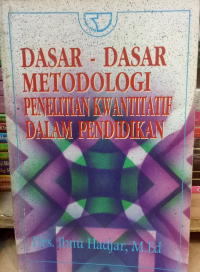 DASAR - DASAR
METODOLOGI
PENELITIAN KWANTITATIF
DALAM PENDIDIKAN
Drs. Ibnu Hadjar, M.Ed